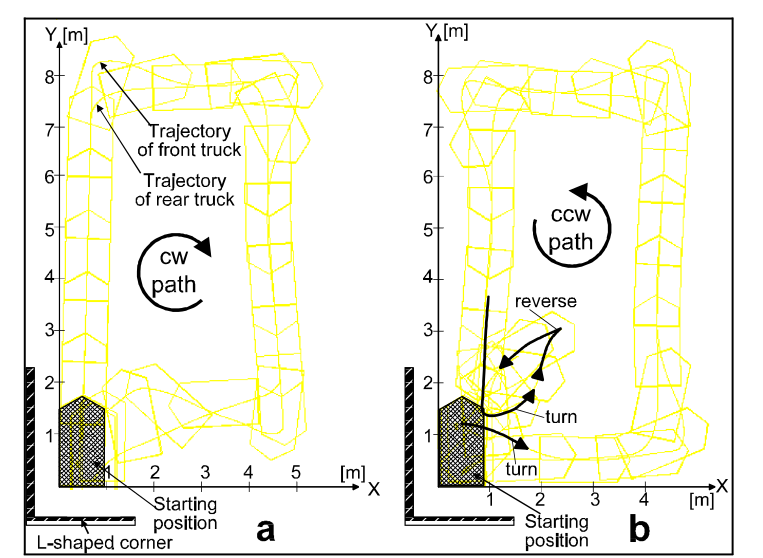 Y [m]
8
7
6
5
4
3
2
1
Trajectory
of front truck
Trajectory
of rear truck
cw
path
1
2
3
4
5
[m]
X
Starting
position
L-shaped corner
a
Y [m]
8
7
6
5
4
3
2
1
ccw
path
reverse
turn
turn
1
2
3
4
[m]
X
Starting
position
b